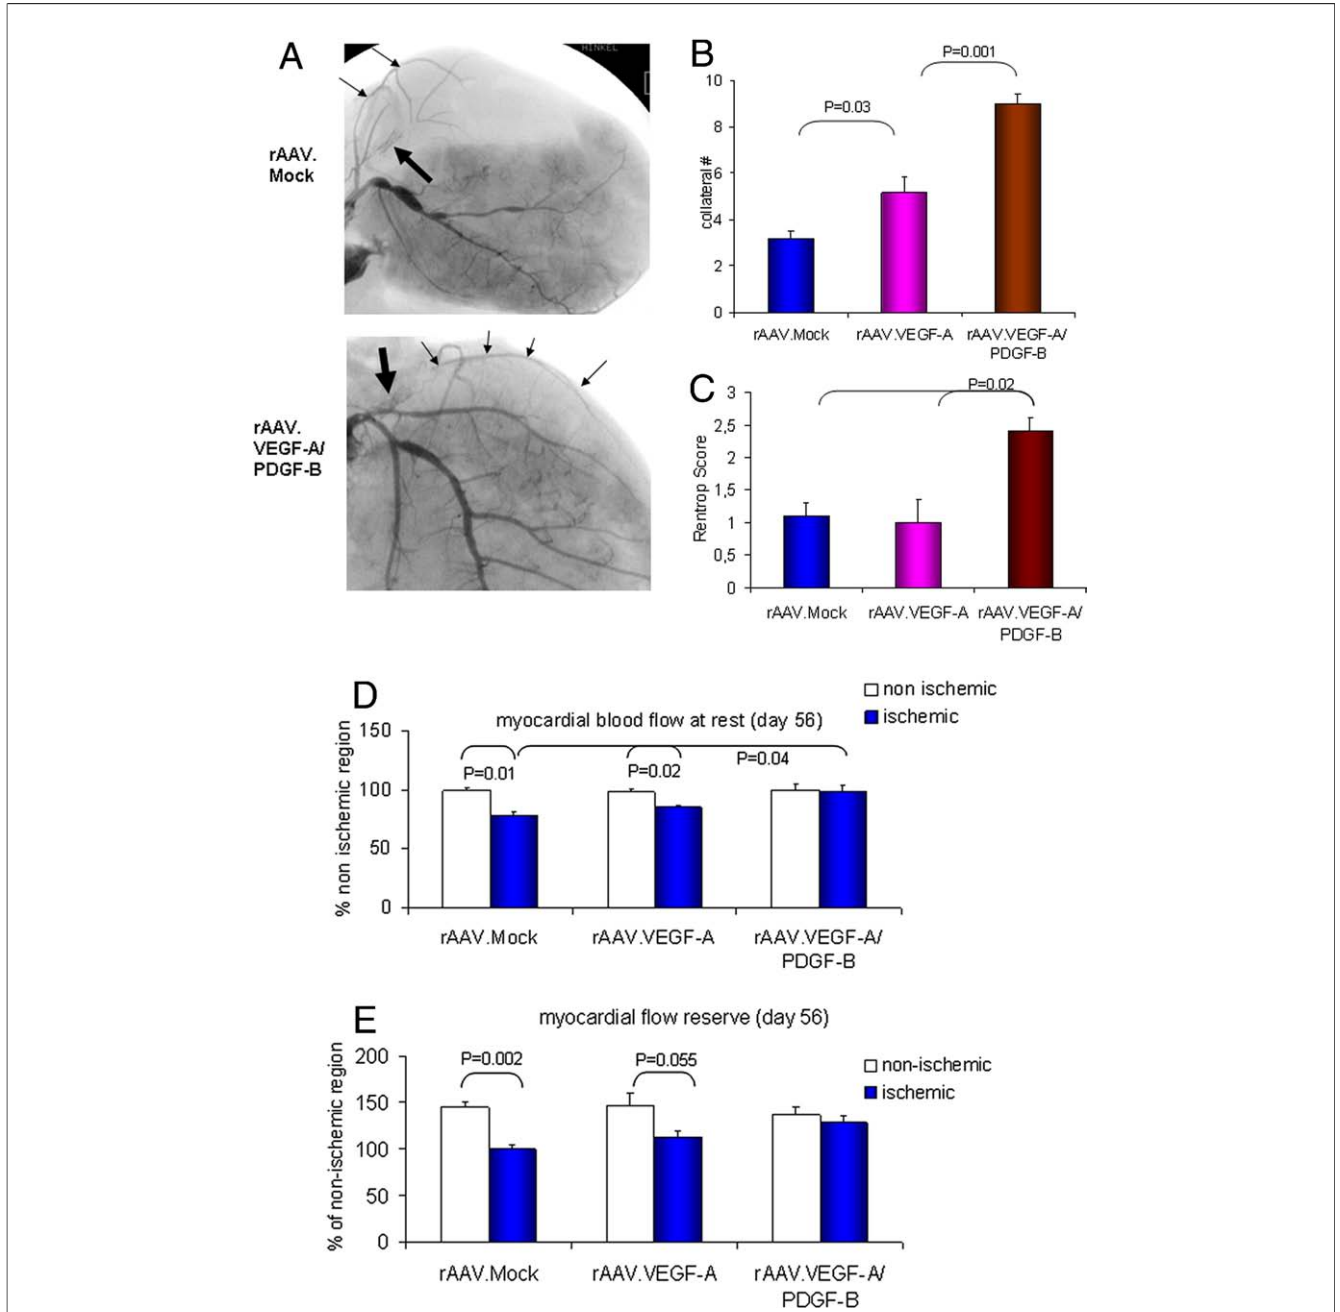 A
HINKEL
rAAV.
Mock
rAAV.
VEGF-A/
PDGF-B
B
P=0.001
P=0.03
collateral #
10
8
6
4
2
0
rAAV.Mock
rAAV.VEGF-A
rAAV.VEGF-A/
PDGF-B
C
P=0.02
Rentrop Score
3
2,5
2
1,5
1
0,5
0
rAAV.Mock
rAAV.VEGF-A
rAAV.VEGF-A/
PDGF-B
D
non ischemic
ischemic
myocardial blood flow at rest (day 56)
% non ischemic region
150
100
50
0
P=0.01
P=0.02
P=0.04
rAAV.Mock
rAAV.VEGF-A
rAAV.VEGF-A/
PDGF-B
E
myocardial flow reserve (day 56)
% of non-ischemic region
200
150
100
50
0
P=0.002
P=0.055
non-ischemic
ischemic
rAAV.Mock
rAAV.VEGF-A
rAAV.VEGF-A/
PDGF-B